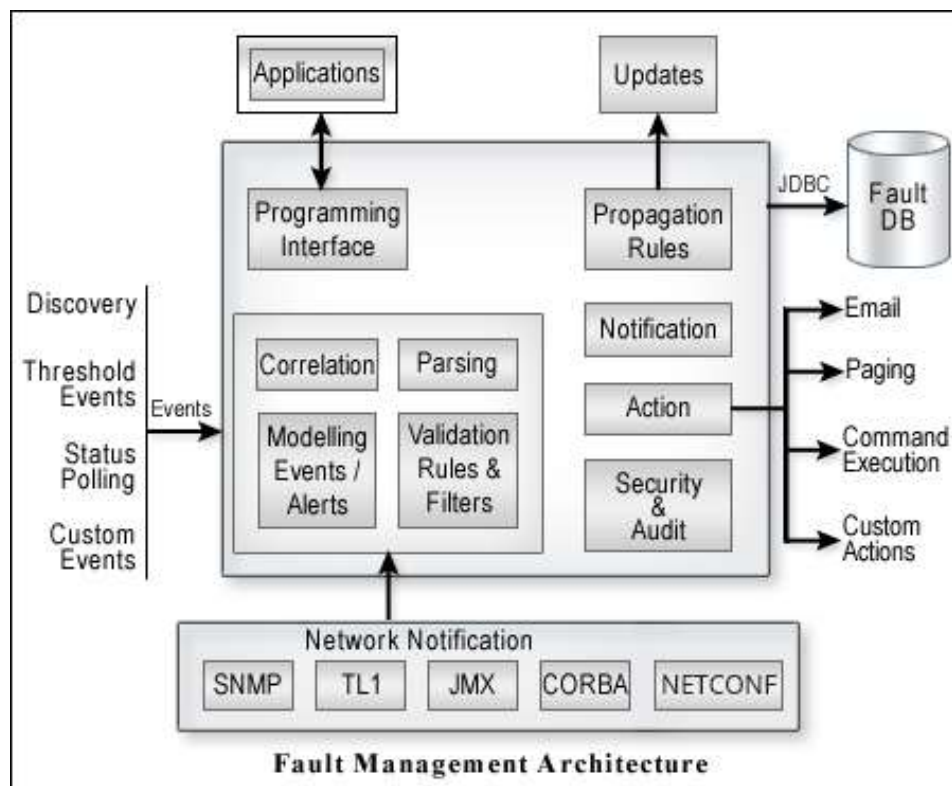 Applications
Updates
Programming
Interface
Propagation
Rules
JDBC
Fault
DB
Discovery
Threshold
Events
Status
Polling
Custom
Events
Events
Correlation
Parsing
Modelling
Events /
Alerts
Validation
Rules &
Filters
Notification
Action
Security
&
Audit
Email
Paging
Command
Execution
Custom
Actions
Network Notification
SNMP
TL1
JMX
CORBA
NETCONF
Fault Management Architecture